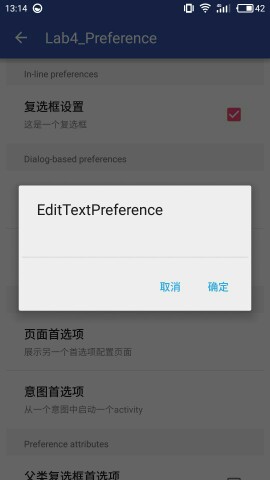 13:14 42
Lab4_Preference
In-line preferences
复选框设置
这是一个复选框
Dialog-based preferences
EditTextPreference
取消 确定
页面首选项
展示另一个首选项配置页面
意图首选项
从一个意图中启动一个activity
Preference attributes
父类复选框首选项